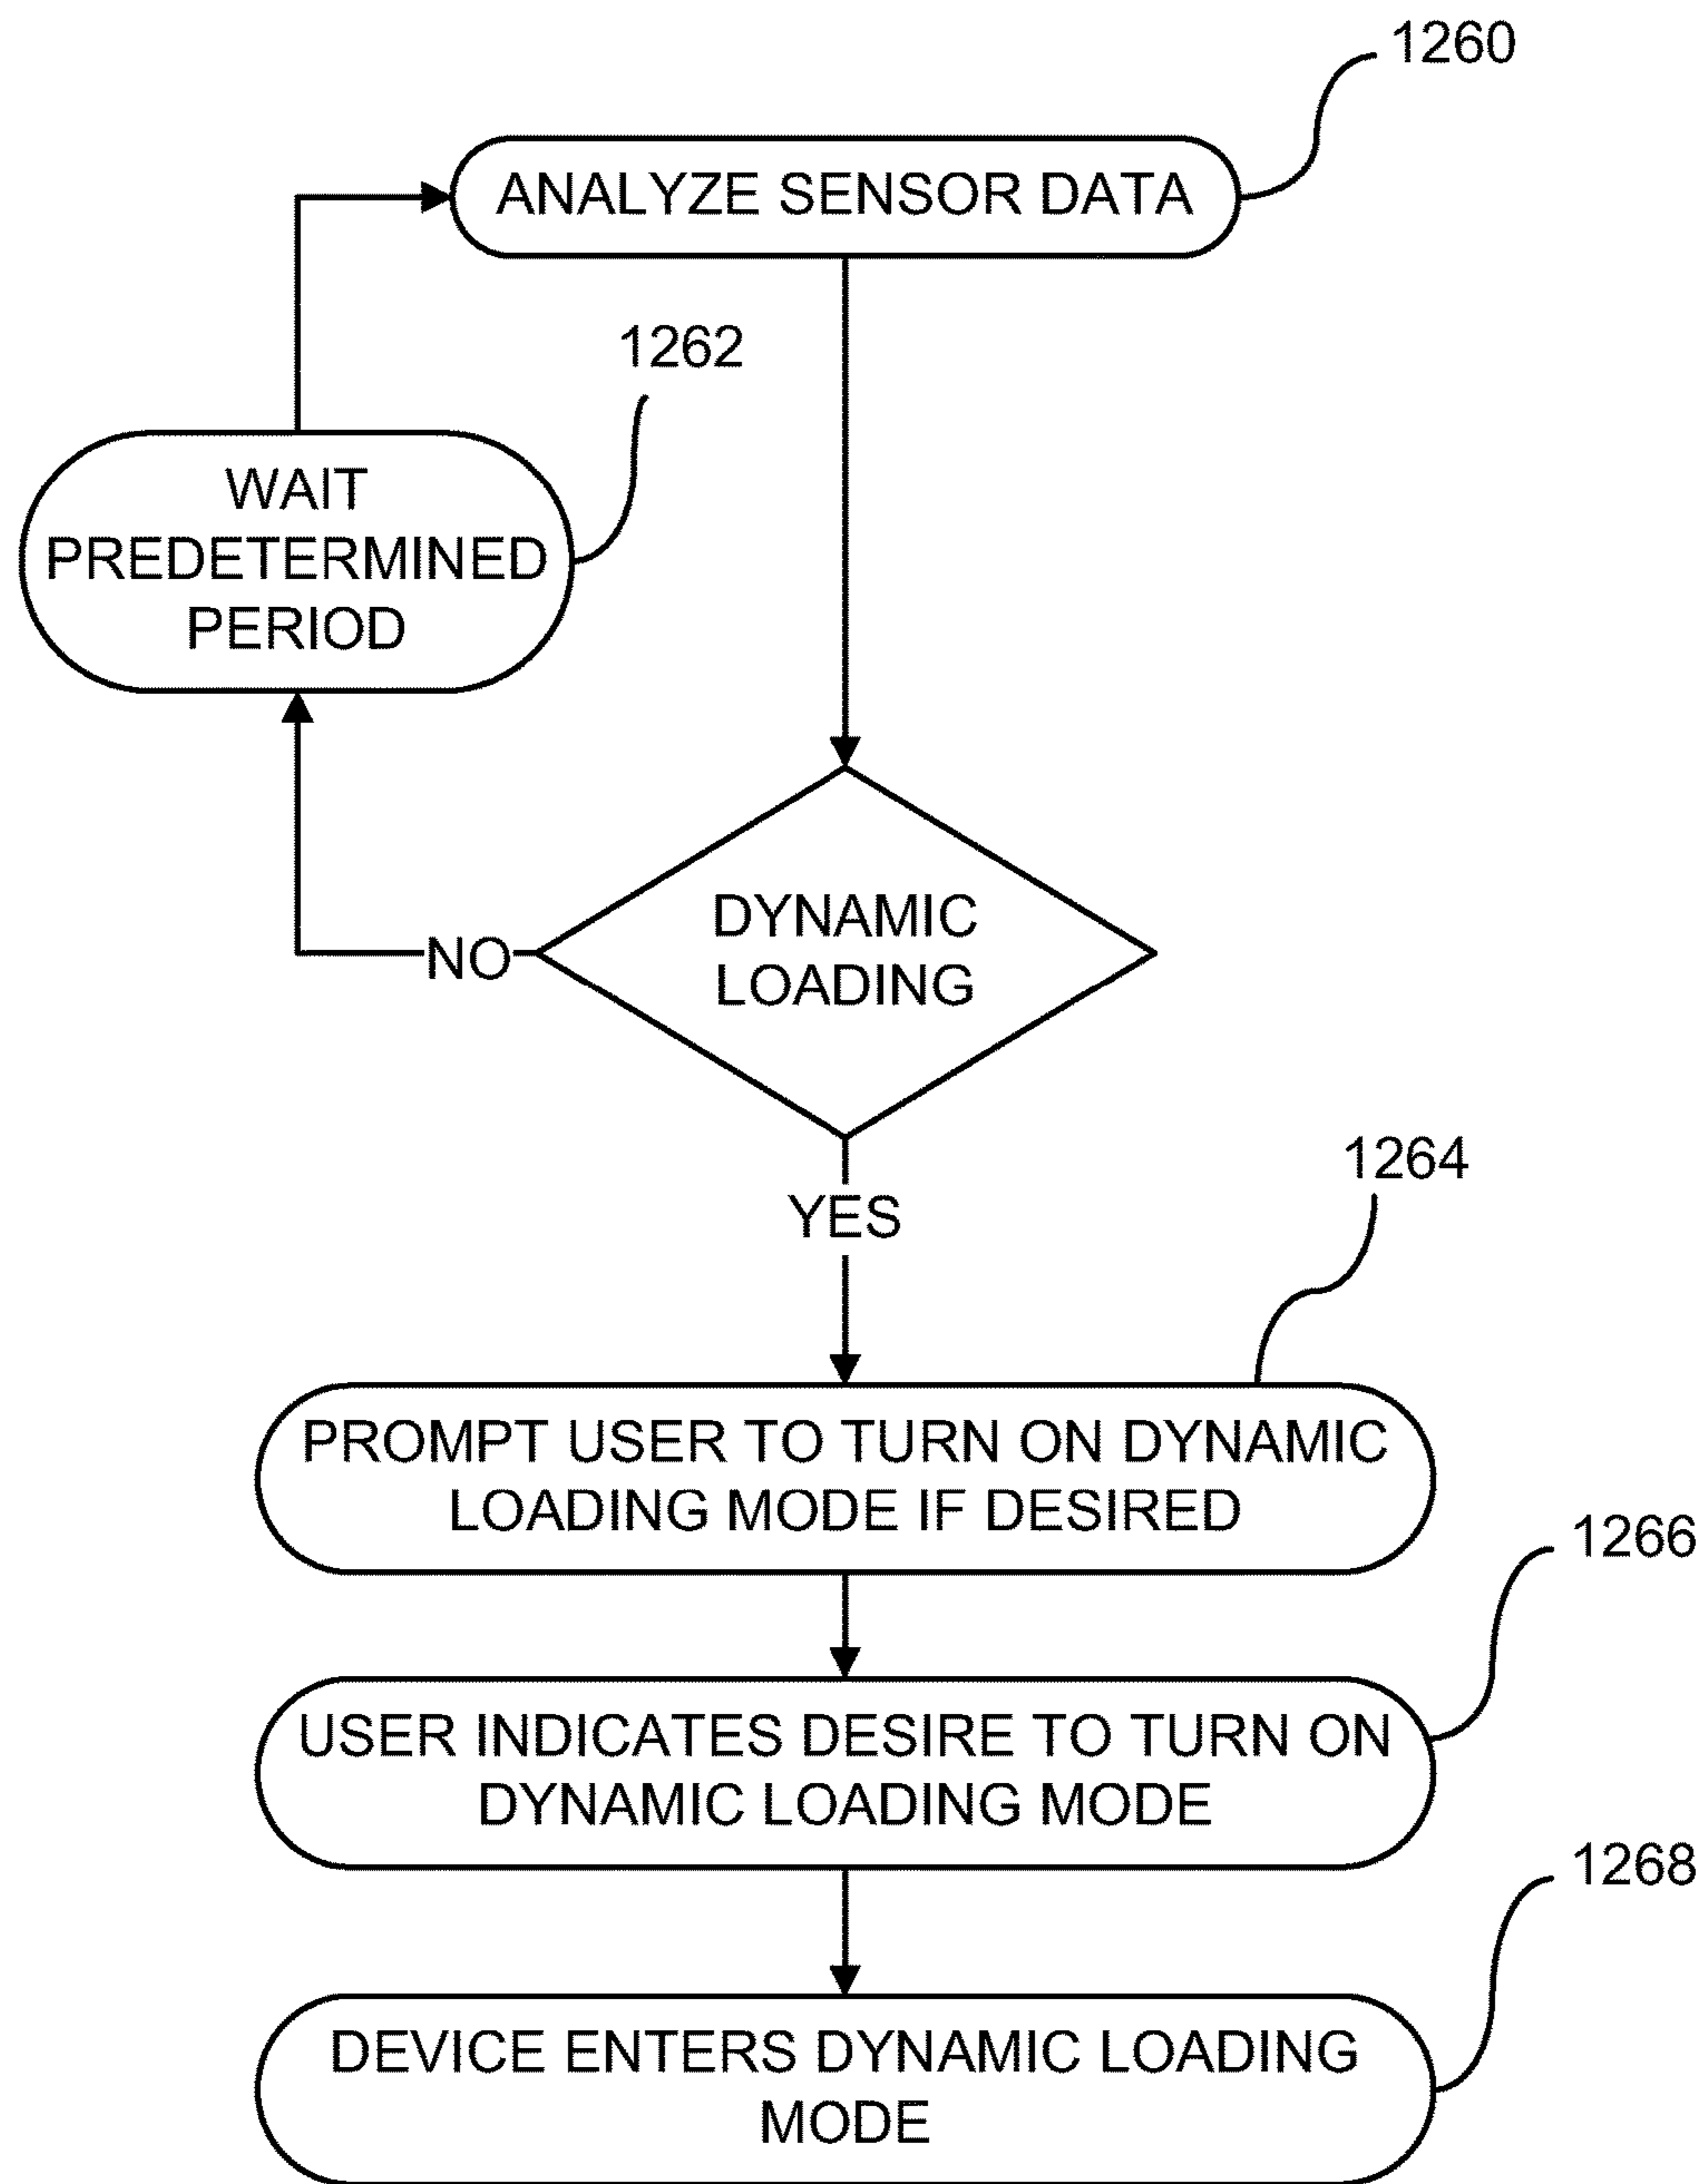 1260
ANALYZE SENSOR DATA
1262
WAIT
PREDETERMINED
PERIOD
DYNAMIC
LOADING
NO
YES
1264
PROMPT USER TO TURN ON DYNAMIC
LOADING MODE IF DESIRED
1266
USER INDICATES DESIRE TO TURN ON
DYNAMIC LOADING MODE
1268
DEVICE ENTERS DYNAMIC LOADING
MODE